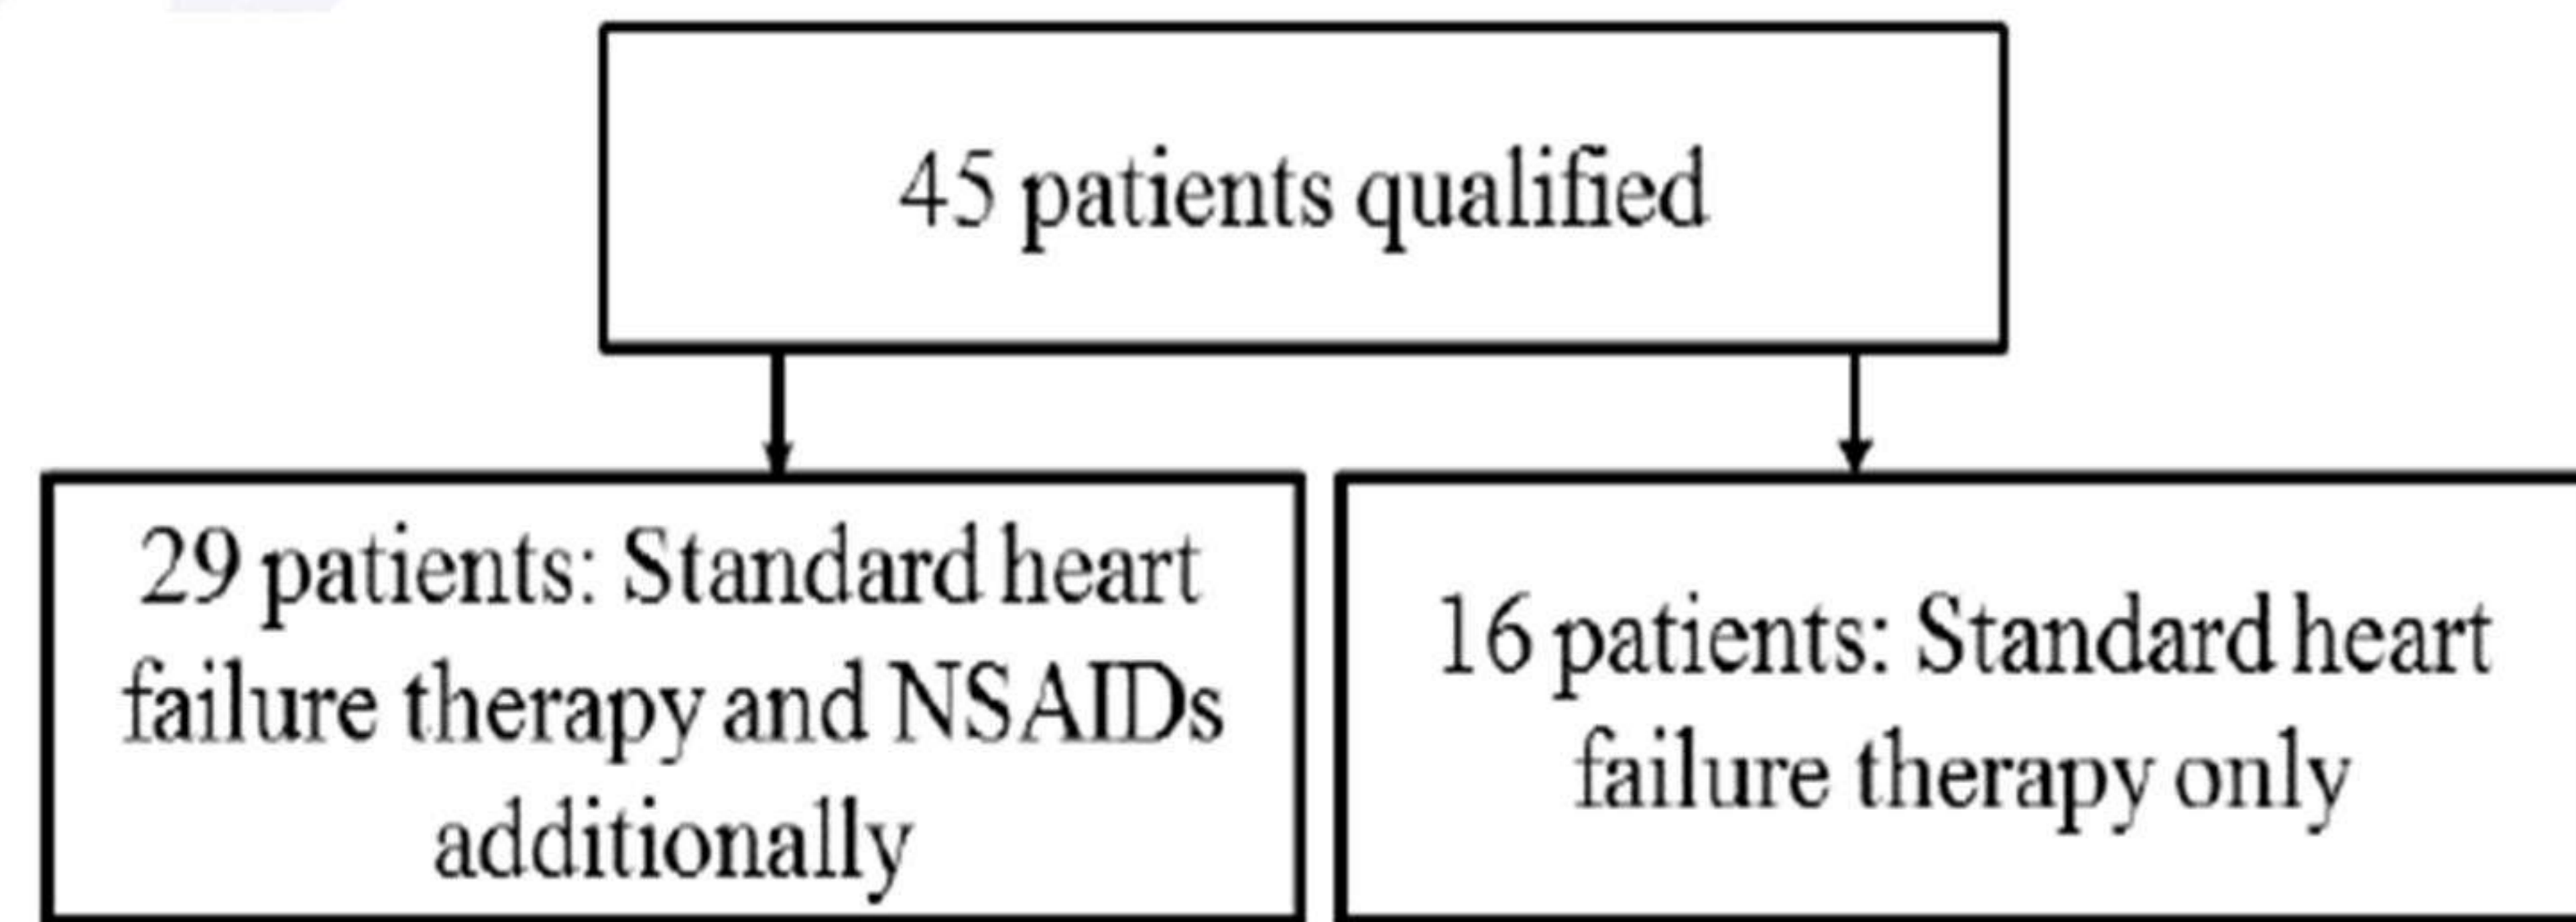 45 patients qualified
29 patients: Standard heart
failure therapy and NSAIDs
additionally
16 patients: Standard heart
failure therapy only